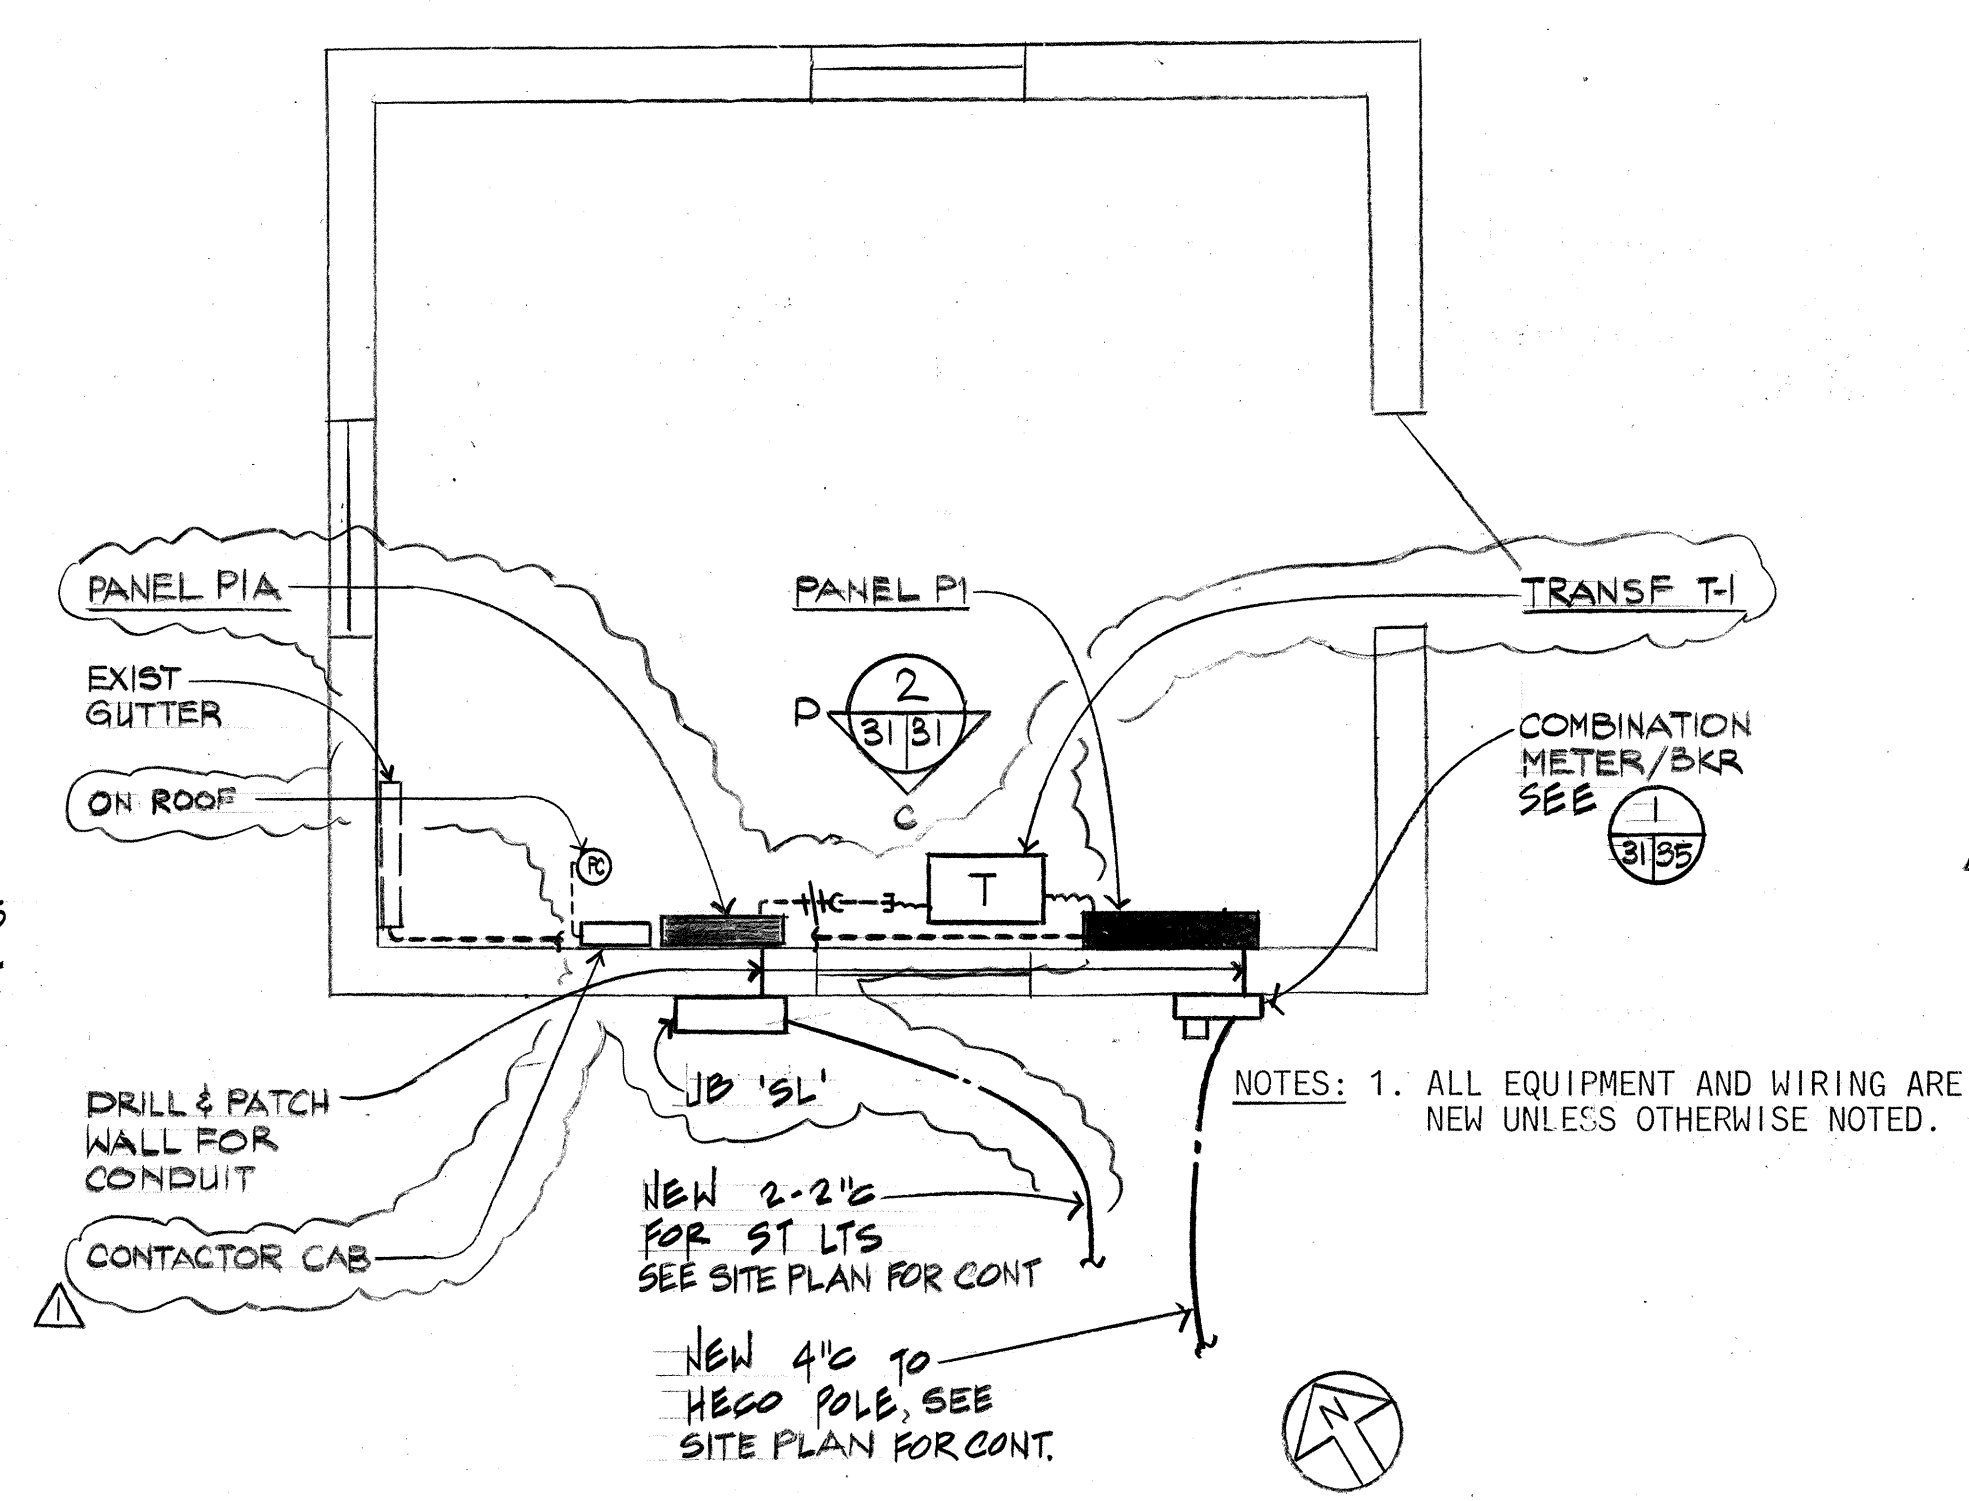 PANEL P1A
EXIST
GUTTER
ON ROOF
PC
PANEL P1
2
D
31 31
C
T
TRANSF T-1
COMBINATION
METER/BKR
SEE
1
31 35
DRILL & PATCH
WALL FOR
CONDUIT
CONTACTOR CAB
1
JB 'SL'
NEW 2-2"C
FOR ST LTS
SEE SITE PLAN FOR CONT
NEW 4"C TO
HECO POLE, SEE
SITE PLAN FOR CONT.
NOTES: 1. ALL EQUIPMENT AND WIRING ARE
NEW UNLESS OTHERWISE NOTED.
N